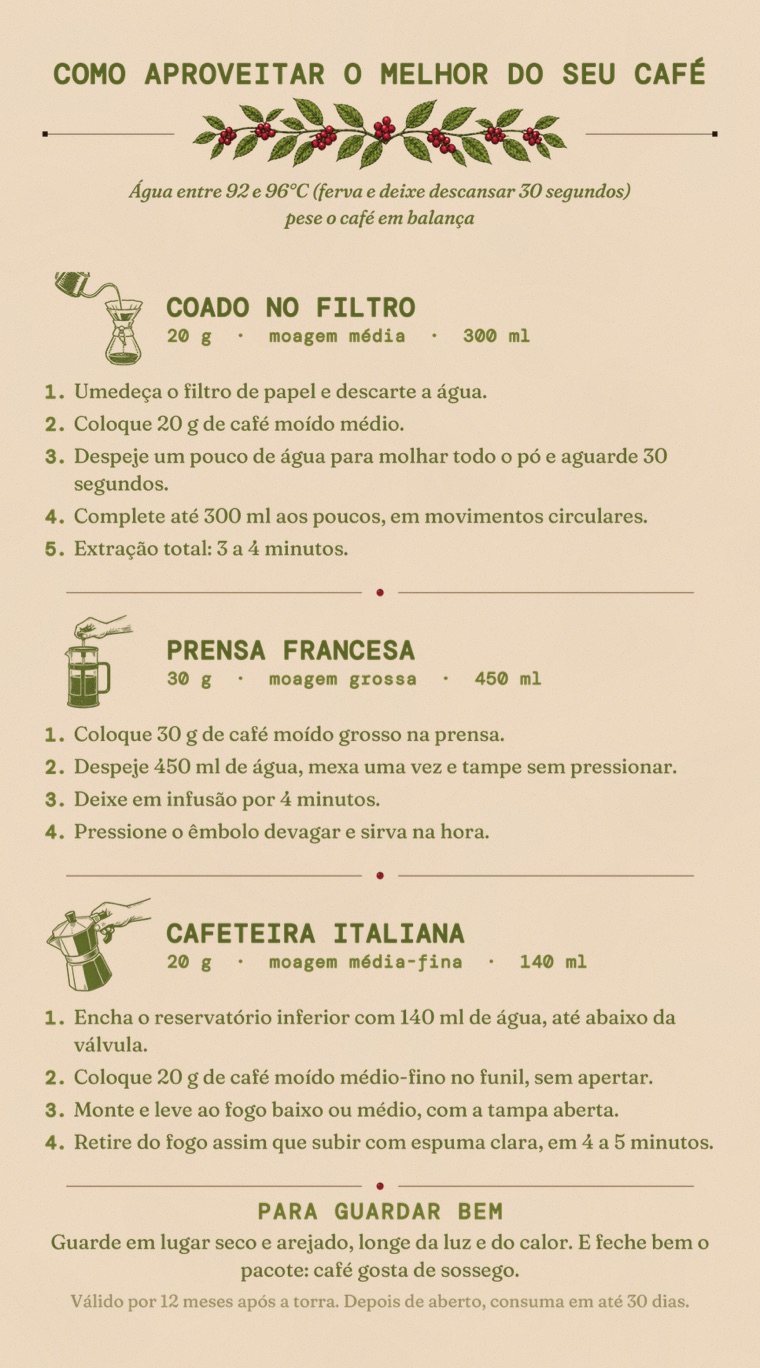 COMO APROVEITAR O MELHOR DO SEU CAFÉ
Água entre 92 e 96°C (ferva e deixe descansar 30 segundos)
pese o café em balança
COADO NO FILTRO
20 g · moagem média · 300 ml
1. Umedeça o filtro de papel e descarte a água.
2. Coloque 20 g de café moído médio.
3. Despeje um pouco de água para molhar todo o pó e aguarde 30
segundos.
4. Complete até 300 ml aos poucos, em movimentos circulares.
5. Extração total: 3 a 4 minutos.
PRENSA FRANCESA
30 g · moagem grossa · 450 ml
1. Coloque 30 g de café moído grosso na prensa.
2. Despeje 450 ml de água, mexa uma vez e tampe sem pressionar.
3. Deixe em infusão por 4 minutos.
4. Pressione o êmbolo devagar e sirva na hora.
CAFETEIRA ITALIANA
20 g · moagem média-fina · 140 ml
1. Encha o reservatório inferior com 140 ml de água, até abaixo da
válvula.
2. Coloque 20 g de café moído médio-fino no funil, sem apertar.
3. Monte e leve ao fogo baixo ou médio, com a tampa aberta.
4. Retire do fogo assim que subir com espuma clara, em 4 a 5 minutos.
PARA GUARDAR BEM
Guarde em lugar seco e arejado, longe da luz e do calor. E feche bem o
pacote: café gosta de sossego.
Válido por 12 meses após a torra. Depois de aberto, consuma em até 30 dias.